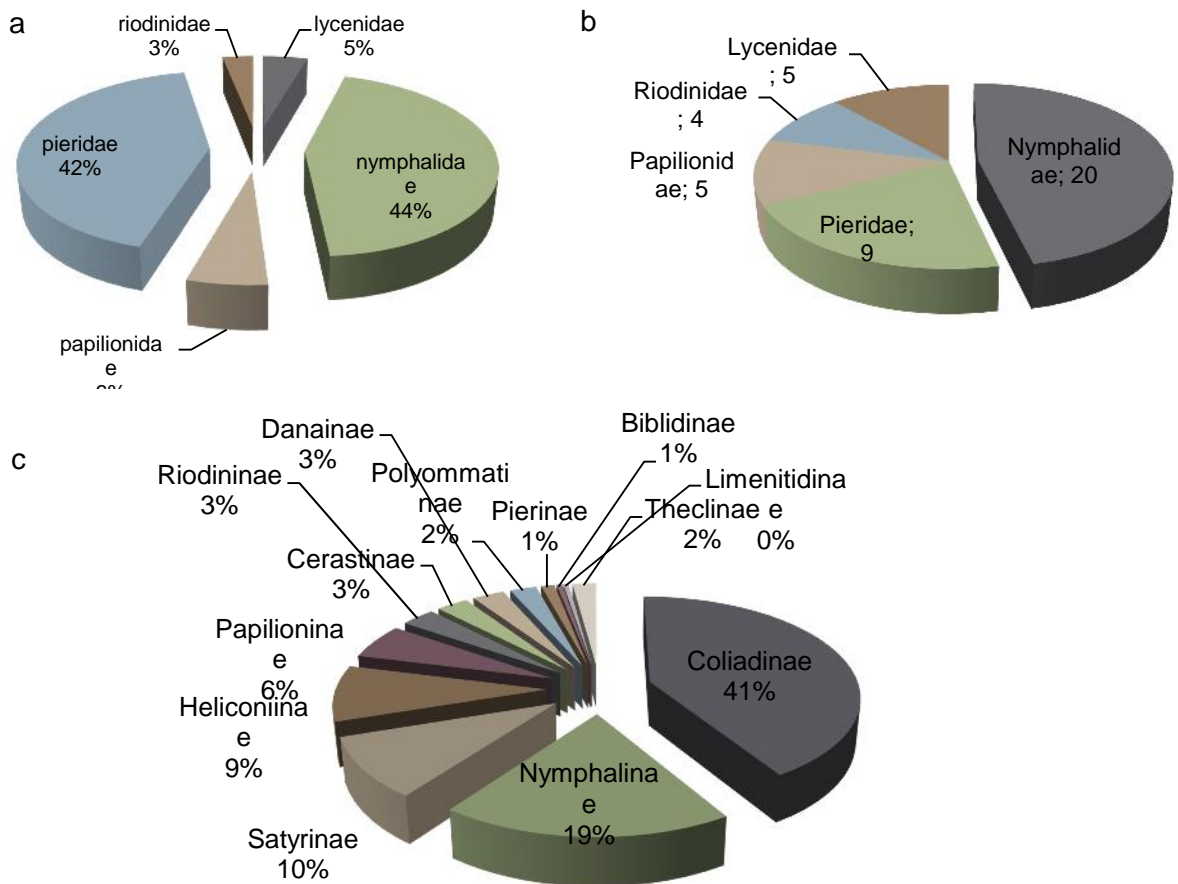 a
riodinidae
3%
lycenidae
5%
pieridae
42%
nymphalida
e
44%
papilionida
e
b
Lycenidae
; 5
Riodinidae
; 4
Papilionid
ae; 5
Nymphalid
ae; 20
Pieridae;
9
c
Danainae
3%
Biblidinae
1%
Riodininae
3%
Polyommati
nae
2%
Limenitidina
e
0%
Theclinae
2%
Pierinae
1%
Cerastinae
3%
Papilionina
e
6%
Coliadinae
41%
Heliconiina
e
9%
Nymphalina
e
19%
Satyrinae
10%